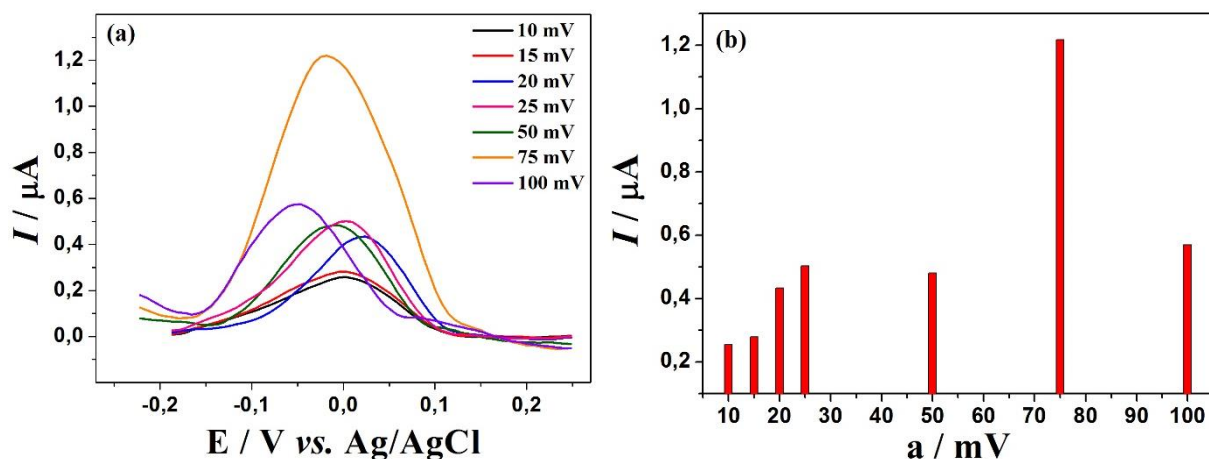 (a)
10 mV
15 mV
20 mV
25 mV
50 mV
75 mV
100 mV
I / μA
1,2
1,0
0,8
0,6
0,4
0,2
0,0
-0,2 -0,1 0,0 0,1 0,2
E / V vs. Ag/AgCl
(b)
I / μA
1,2
1,0
0,8
0,6
0,4
0,2
10 20 30 40 50 60 70 80 90 100
a / mV